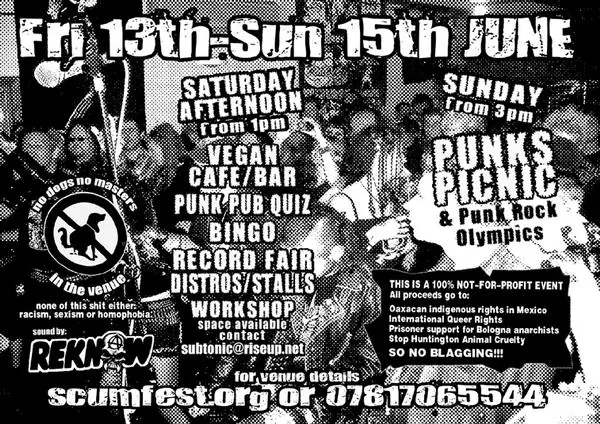 Fri 13th-Sun 15th JUNE
SATURDAY
AFTERNOON
from 1pm
VEGAN
CAFE/BAR
PUNK PUB QUIZ
BINGO
RECORD FAIR
DISTROS/STALLS
WORKSHOP
space available
contact
subtonic@riseup.net
SUNDAY
from 3pm
PUNKS
PICNIC
& Punk Rock
Olympics
no dogs no masters
in the venue
none of this shit either:
racism, sexism or homophobia:
sound by:
REKNAW
THIS IS A 100% NOT-FOR-PROFIT EVENT
All proceeds go to:
Oaxacan indigenous rights in Mexico
International Queer Rights
Prisoner support for Bologna anarchists
Stop Huntington Animal Cruelty
SO NO BLAGGING!!!
for venue details
scumfest.org or 07817065544